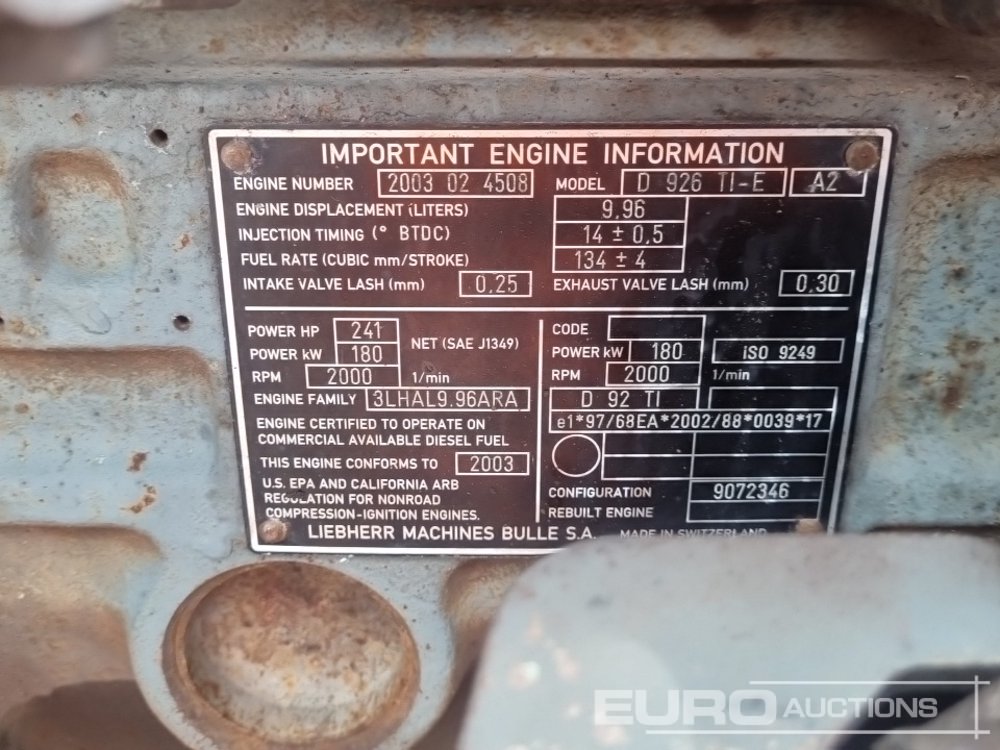 IMPORTANT ENGINE INFORMATION
ENGINE NUMBER 2003 02 4508 MODEL D 926 TI-E A2
ENGINE DISPLACEMENT (LITERS) 9,96
INJECTION TIMING (° BTDC) 14 ± 0,5
FUEL RATE (CUBIC mm/STROKE) 134 ± 4
INTAKE VALVE LASH (mm) 0,25 EXHAUST VALVE LASH (mm) 0,30
POWER HP 241
POWER kW 180 NET (SAE J1349)
RPM 2000 1/min
ENGINE FAMILY 3LHAL9.96ARA
ENGINE CERTIFIED TO OPERATE ON
COMMERCIAL AVAILABLE DIESEL FUEL
THIS ENGINE CONFORMS TO 2003
U.S. EPA AND CALIFORNIA ARB
REGULATION FOR NONROAD
COMPRESSION-IGNITION ENGINES.
CODE
POWER kW 180 ISO 9249
RPM 2000 1/min
D 92 TI
e1*97/68EA*2002/88*0039*17
CONFIGURATION 9072346
REBUILT ENGINE
LIEBHERR MACHINES BULLE S.A. MADE IN SWITZERLAND
EURO AUCTIONS